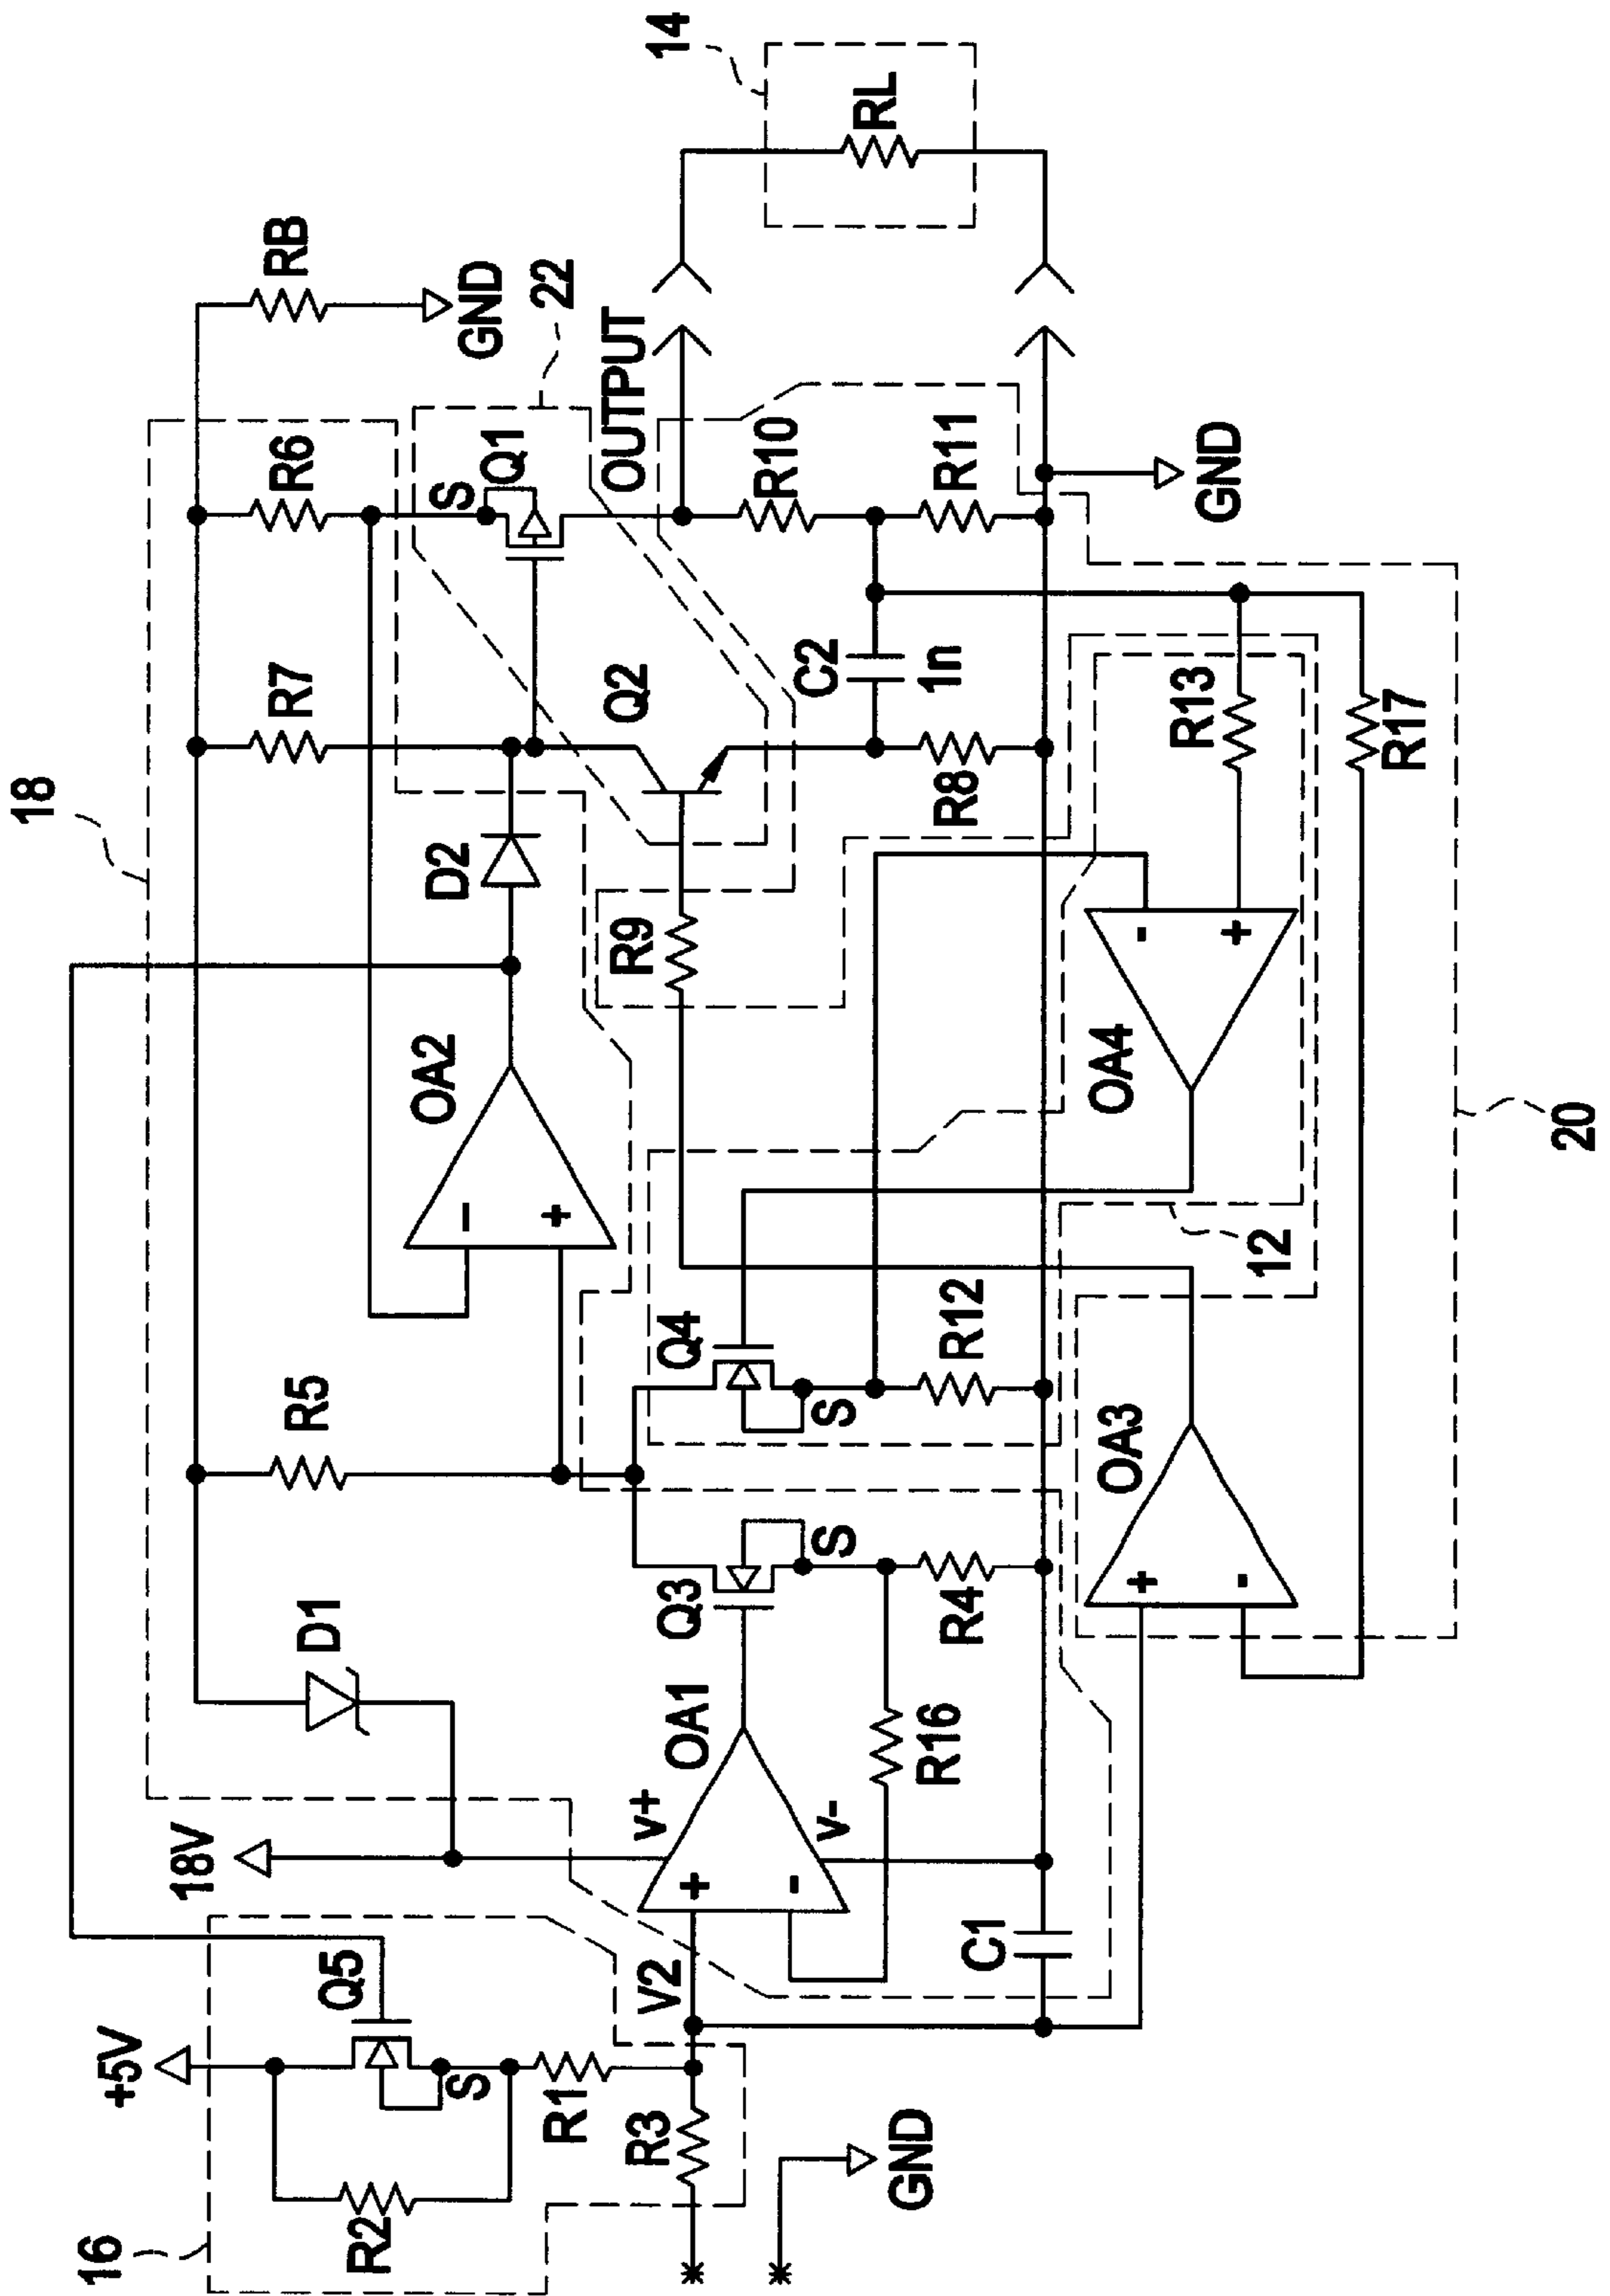 14
RL
RB
GND
22
OUTPUT
18
R6
S
Q1
R10
R11
GND
R7
Q2
C2
1n
R8
R13
R17
D2
R9
OA2
-
+
OA4
-
+
20
12
R5
Q4
S
R12
OA3
+
-
D1
Q3
S
R4
OA1
R16
18V
V+
V-
+
-
C1
+5V
Q5
V2
S
R1
R3
R2
16
GND